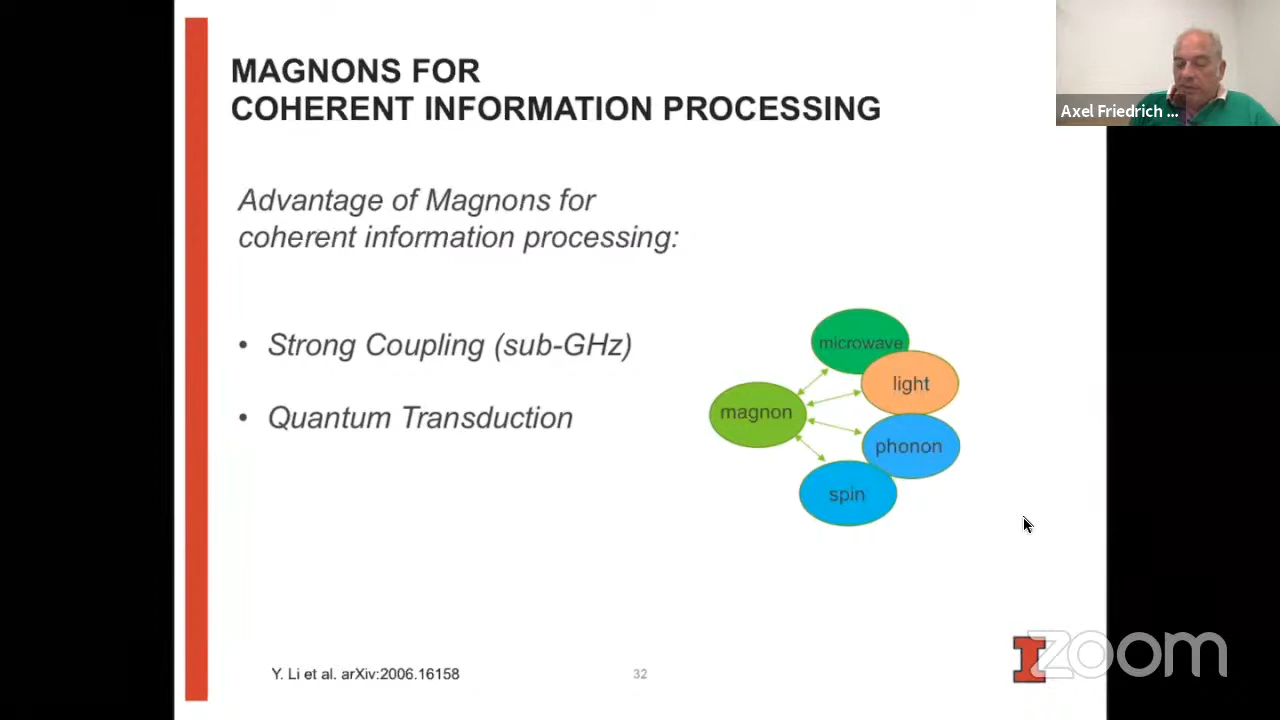 MAGNONS FOR
COHERENT INFORMATION PROCESSING
Axel Friedrich ...
Advantage of Magnons for
coherent information processing:
• Strong Coupling (sub-GHz)
• Quantum Transduction
microwave
light
magnon
phonon
spin
Y. Li et al. arXiv:2006.16158
32
I
zoom